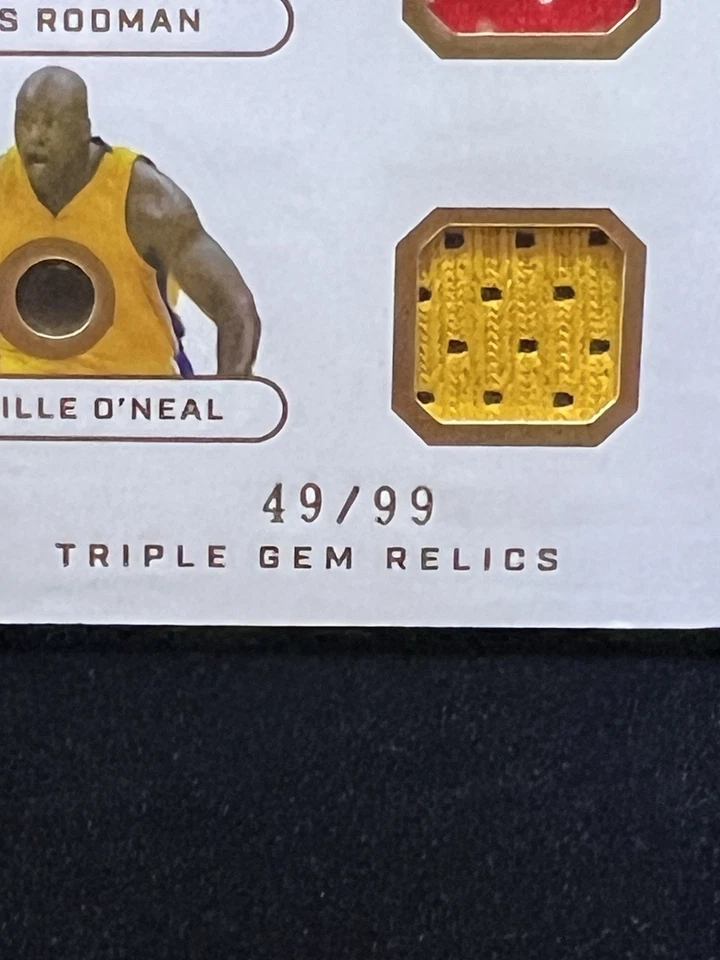 S RODMAN
ILLE O'NEAL
49/99
TRIPLE GEM RELICS